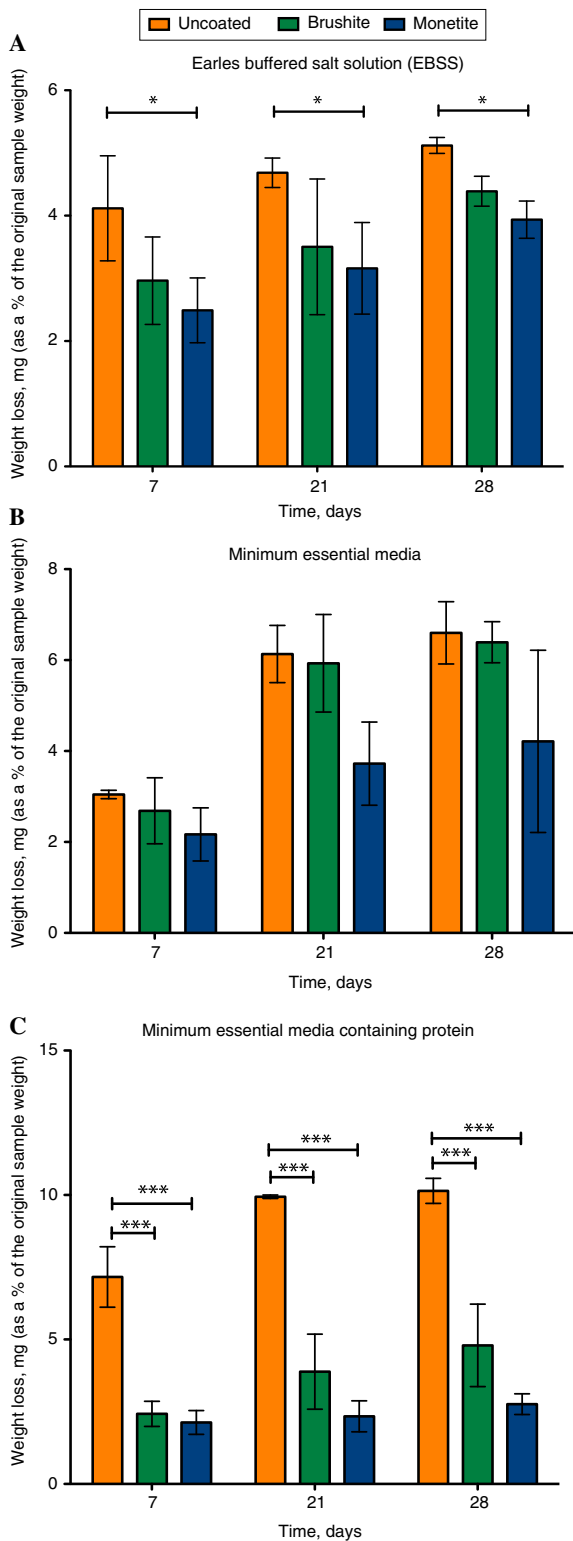 Uncoated Brushite Monetite
A
Earles buffered salt solution (EBSS)
Weight loss, mg (as a % of the original sample weight)
6
4
2
0
* * *
7 21 28
Time, days
B
Minimum essential media
Weight loss, mg (as a % of the original sample weight)
8
6
4
2
0
7 21 28
Time, days
C
Minimum essential media containing protein
Weight loss, mg (as a % of the original sample weight)
15
10
5
0
*** *** ***
*** *** ***
7 21 28
Time, days